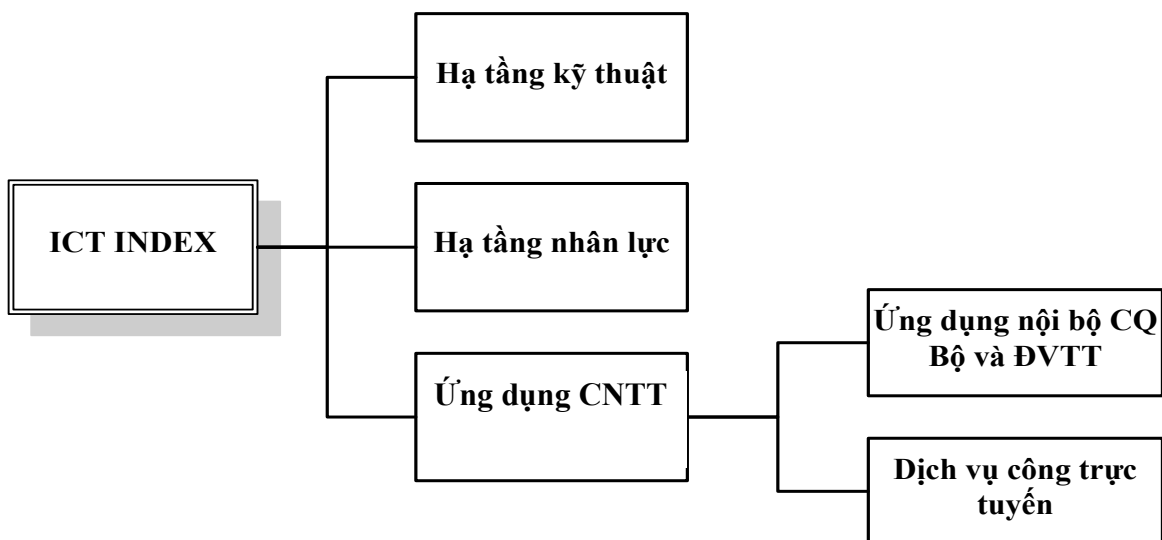 Hạ tầng kỹ thuật
ICT INDEX
Hạ tầng nhân lực
Ứng dụng CNTT
Ứng dụng nội bộ CQ
Bộ và ĐVTT
Dịch vụ công trực
tuyến